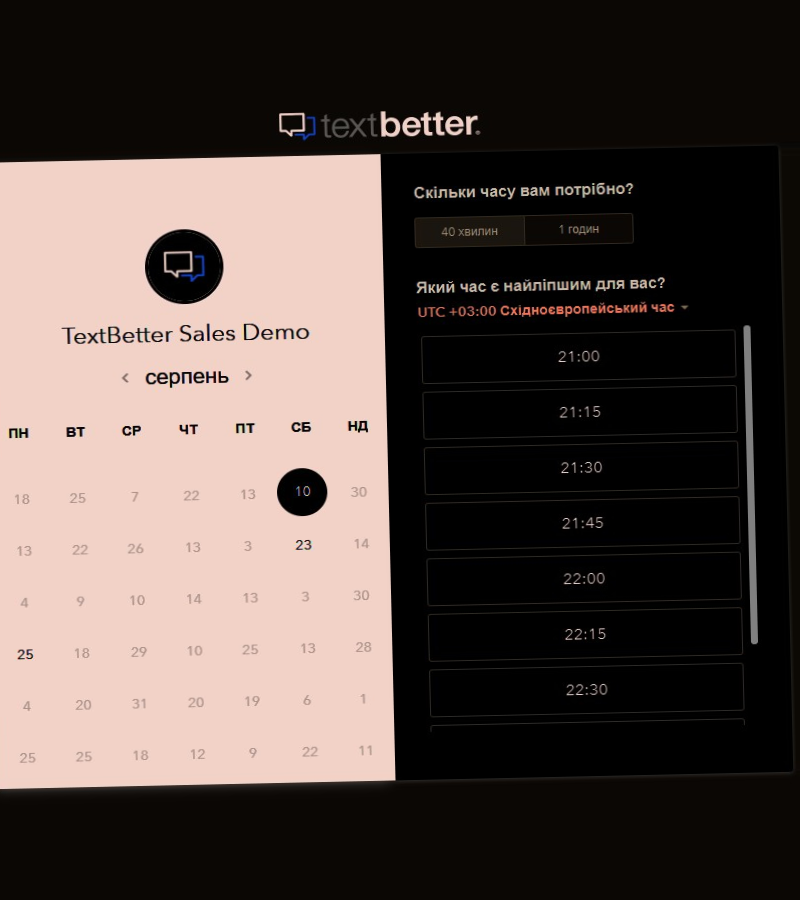 textbetter.
TextBetter Sales Demo
серпень
ПН ВТ СР ЧТ ПТ СБ НД
18 25 7 22 13 10 30
13 22 26 13 3 23 14
4 9 10 14 13 3 30
25 18 29 10 25 13 28
4 20 31 20 19 6 1
25 25 18 12 9 22 11
Скільки часу вам потрібно?
40 хвилин 1 годин
Який час є найліпшим для вас?
UTC +03:00 Східноєвропейський час
21:00
21:15
21:30
21:45
22:00
22:15
22:30